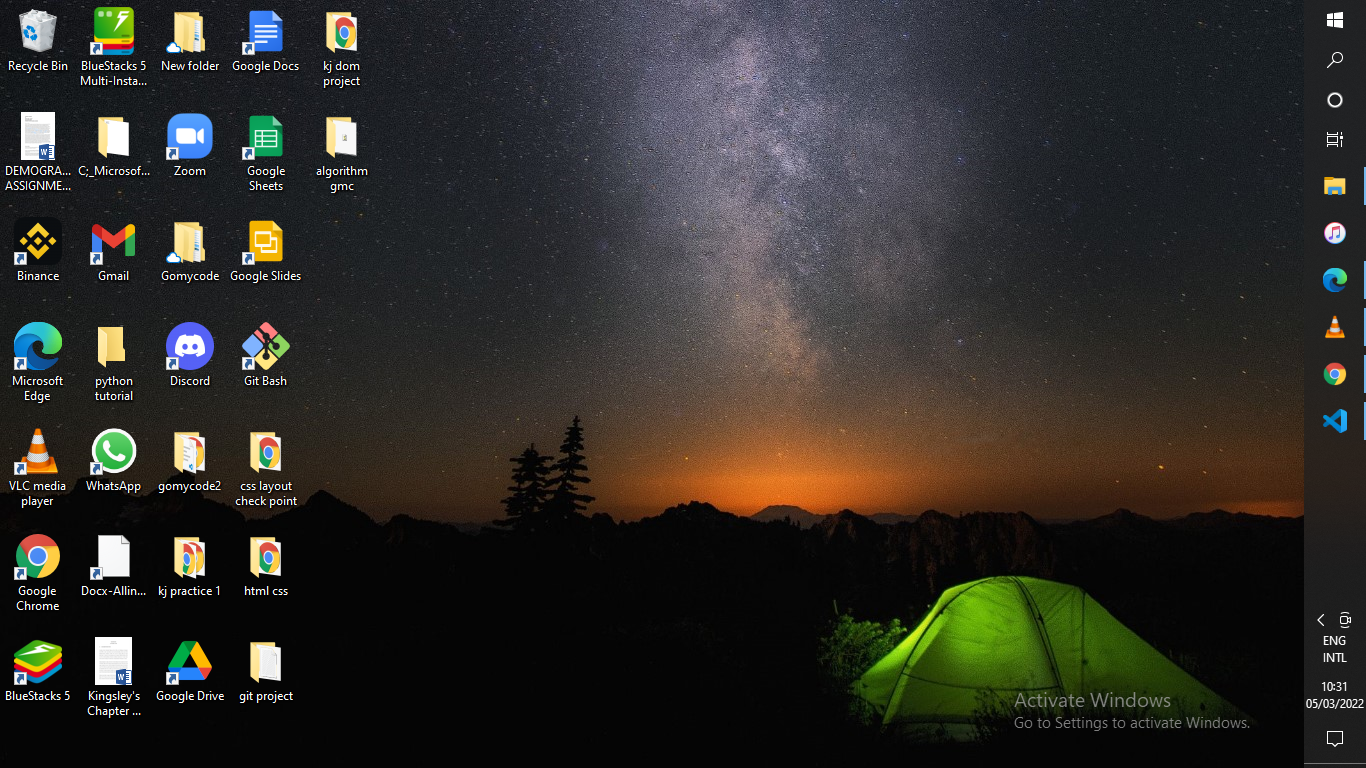 Recycle Bin
BlueStacks 5
Multi-Insta...
New folder
Google Docs
kj dom
project
DEMOGRA...
ASSIGNME...
C;_Microsof...
Zoom
Google
Sheets
algorithm
gmc
Binance
Gmail
Gomycode
Google Slides
Microsoft
Edge
python
tutorial
Discord
Git Bash
VLC media
player
WhatsApp
gomycode2
css layout
check point
Google
Chrome
Docx-Allin...
kj practice 1
html css
BlueStacks 5
Kingsley's
Chapter ...
Google Drive
git project
Activate Windows
Go to Settings to activate Windows.
ENG
INTL
10:31
05/03/2022